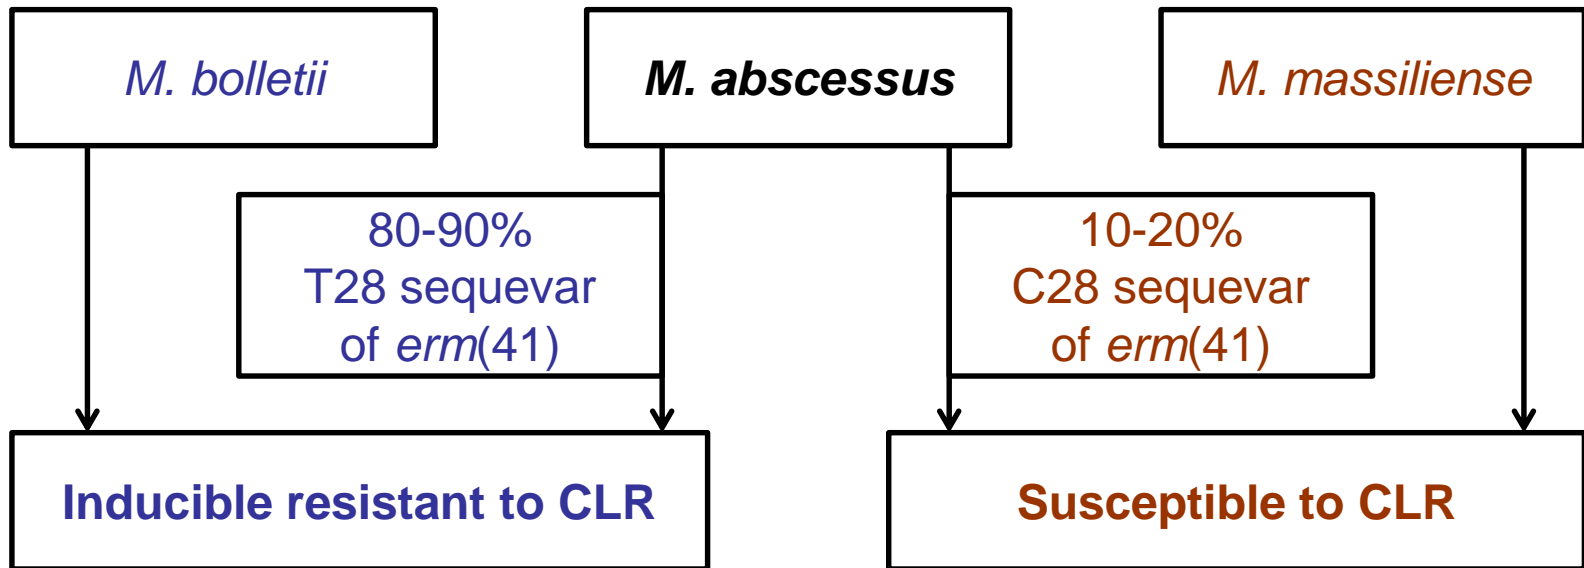 M. bolletii
M. abscessus
M. massiliense
80-90%
T28 sequevar
of erm(41)
10-20%
C28 sequevar
of erm(41)
Inducible resistant to CLR
Susceptible to CLR